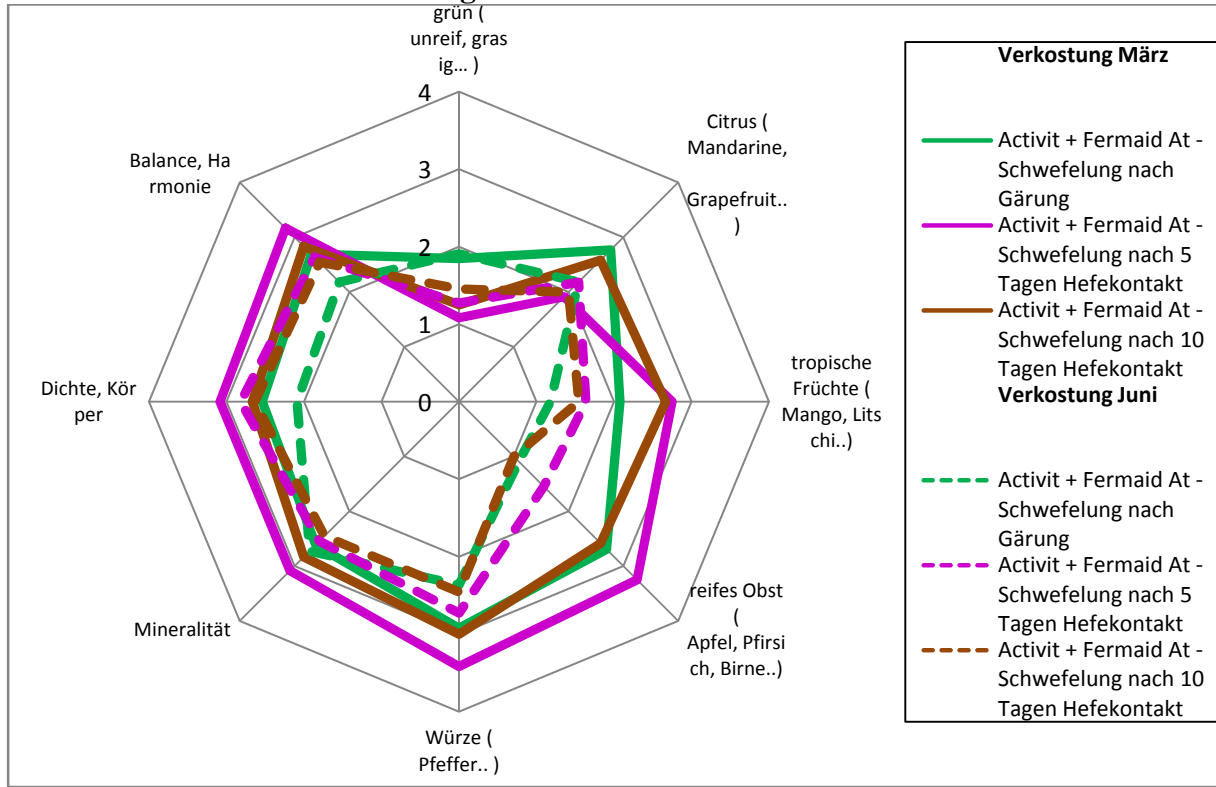 grün (
unreif, gras
ig... )
4
3
2
1
0
Citrus (
Mandarine,
Grapefruit..
)
tropische
Früchte (
Mango, Lits
chi..)
reifes Obst
(
Apfel, Pfirsi
ch, Birne..)
Würze (
Pfeffer.. )
Mineralität
Dichte, Kör
per
Balance, Ha
rmonie
Verkostung März
Activit + Fermaid At -
Schwefelung nach
Gärung
Activit + Fermaid At -
Schwefelung nach 5
Tagen Hefekontakt
Activit + Fermaid At -
Schwefelung nach 10
Tagen Hefekontakt
Verkostung Juni
Activit + Fermaid At -
Schwefelung nach
Gärung
Activit + Fermaid At -
Schwefelung nach 5
Tagen Hefekontakt
Activit + Fermaid At -
Schwefelung nach 10
Tagen Hefekontakt